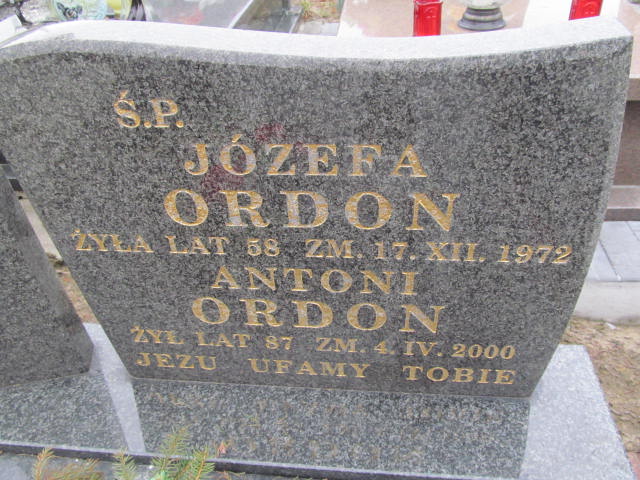 Ś.P.
JÓZEFA
ORDON
ŻYŁA LAT 58 ZM. 17. XII. 1972
ANTONI
ORDON
ŻYŁ LAT 87 ZM. 4. IV. 2000
JEZU UFAMY TOBIE